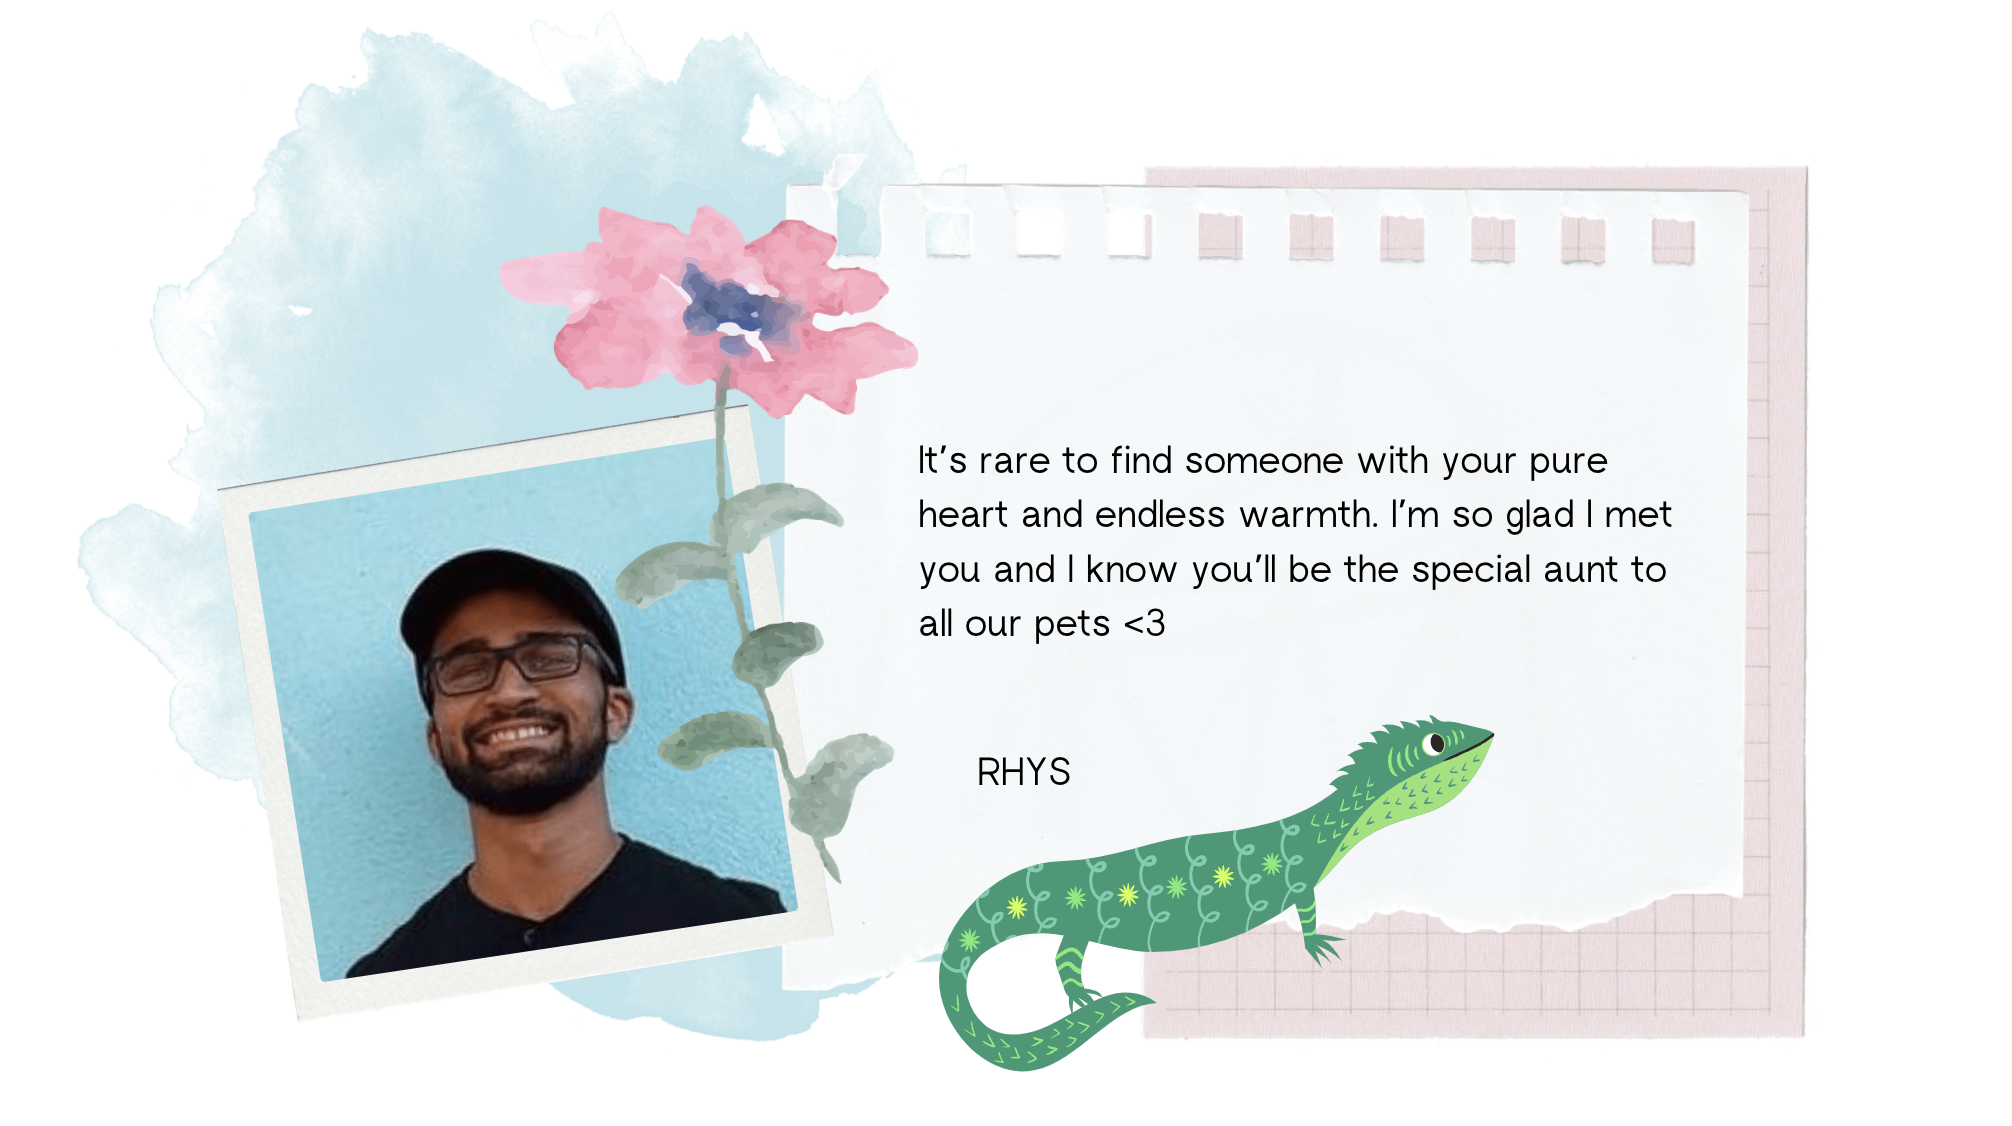 It's rare to find someone with your pure
heart and endless warmth. I'm so glad I met
you and I know you'll be the special aunt to
all our pets <3
RHYS